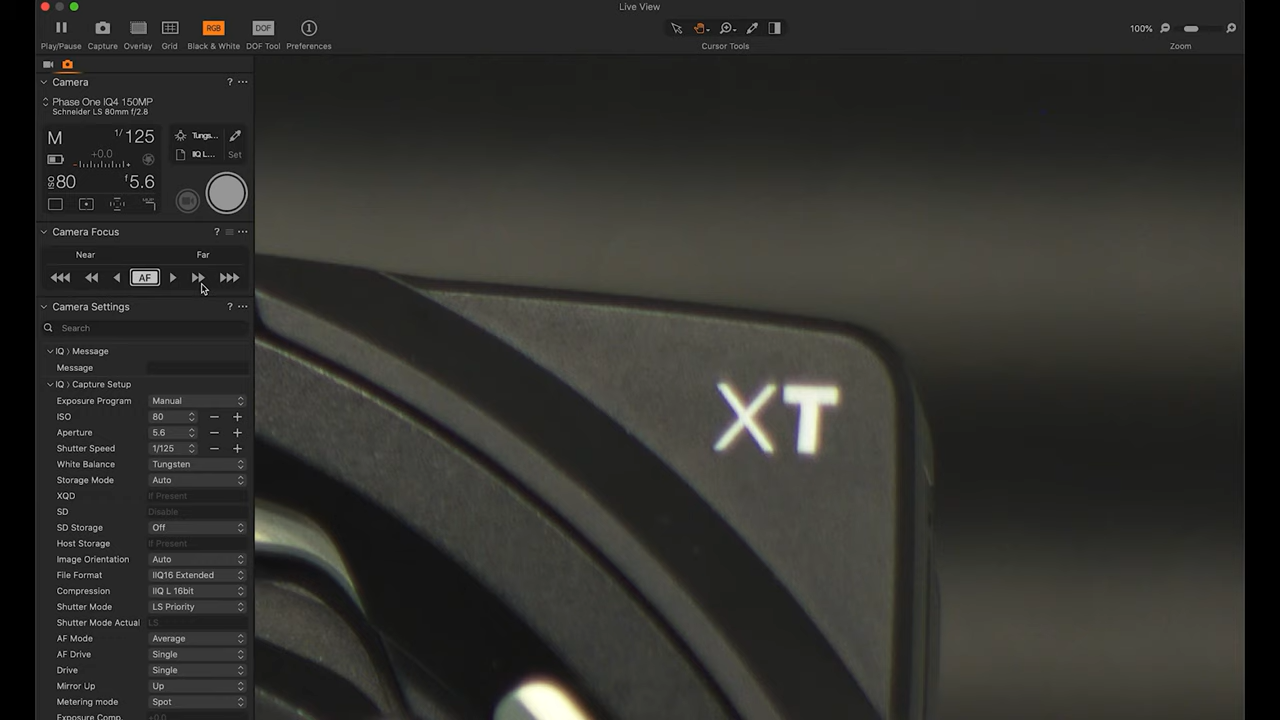 Live View
Play/Pause Capture Overlay Grid RGB Black & White DOF DOF Tool Preferences Cursor Tools 100% Zoom
Camera ?
Phase One IQ4 150MP
Schneider LS 80mm f/2.8
M 1/125
Tungs...
+0.0
IIQ L... Set
ISO 80 f5.6
Camera Focus ?
Near Far
AF
Camera Settings ?
Search
IQ 〉 Message
Message
IQ 〉 Capture Setup
Exposure Program Manual
ISO 80 − +
Aperture 5.6 − +
Shutter Speed 1/125 − +
White Balance Tungsten
Storage Mode Auto
XQD If Present
SD Disable
SD Storage Off
Host Storage If Present
Image Orientation Auto
File Format IIQ16 Extended
Compression IIQ L 16bit
Shutter Mode LS Priority
Shutter Mode Actual LS
AF Mode Average
AF Drive Single
Drive Single
Mirror Up Up
Metering mode Spot
Exposure Comp. +0.0
XT